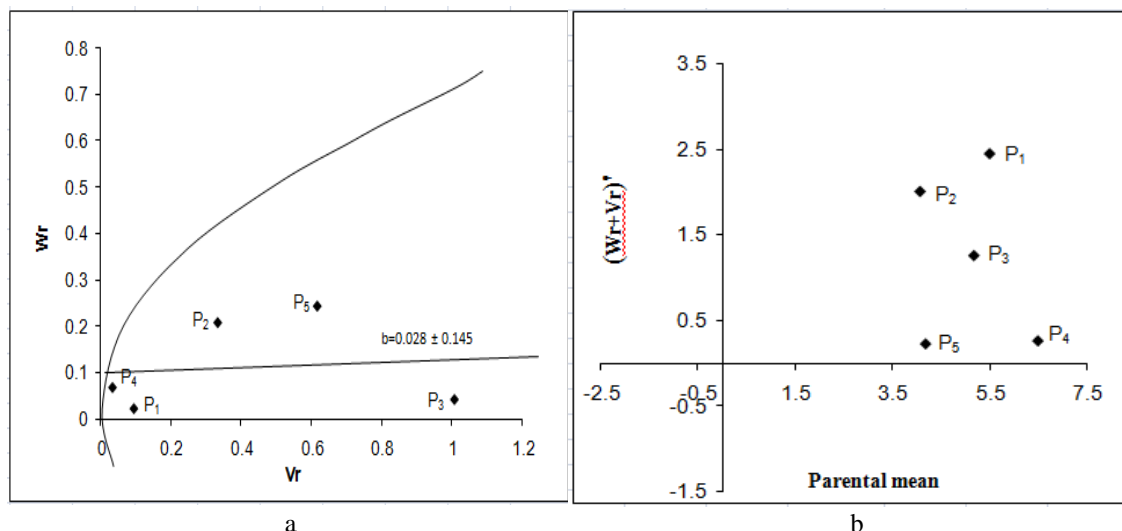 0.8
0.7
0.6
0.5
0.4
0.3
0.2
0.1
0
Wr
P5
P2
b=0.028 ± 0.145
P4
P1
P3
0 0.2 0.4 0.6 0.8 1 1.2
Vr
a
3.5
2.5
1.5
0.5
-0.5
-1.5
(Wr+Vr)'
P1
P2
P3
P4
P5
-2.5 -0.5 1.5 3.5 5.5 7.5
Parental mean
b